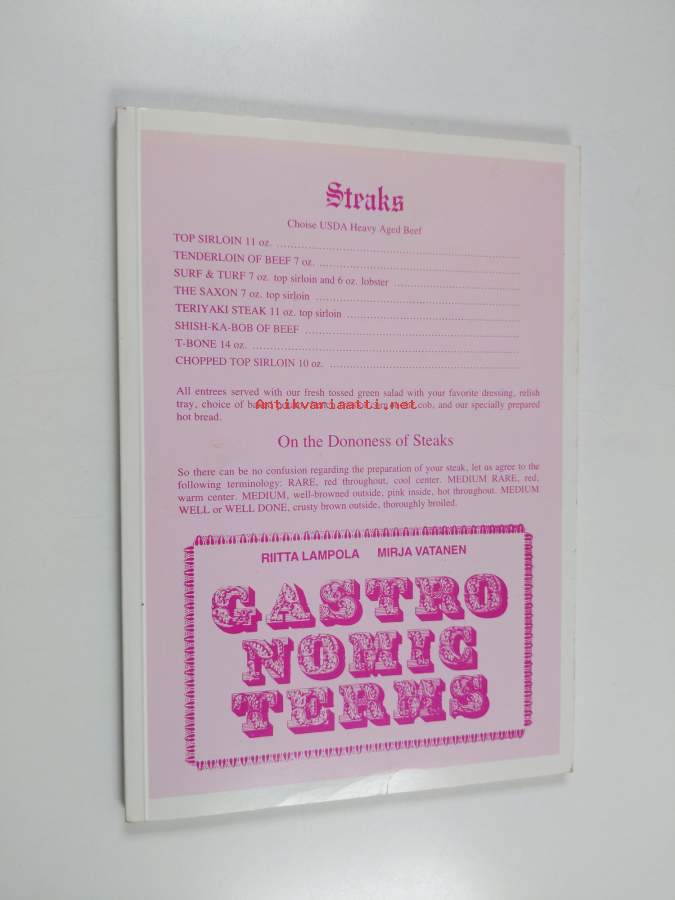 Steaks
Choise USDA Heavy Aged Beef
TOP SIRLOIN 11 oz.
TENDERLOIN OF BEEF 7 oz.
SURF & TURF 7 oz. top sirloin and 6 oz. lobster
THE SAXON 7 oz. top sirloin
TERIYAKI STEAK 11 oz. top sirloin
SHISH-KA-BOB OF BEEF
T-BONE 14 oz.
CHOPPED TOP SIRLOIN 10 oz.
All entrees served with our fresh tossed green salad with your favorite dressing, relish
tray, choice of cob, and our specially prepared
Antikvariaatti.net
hot bread.
On the Dononess of Steaks
So there can be no confusion regarding the preparation of your steak, let us agree to the
following terminology: RARE, red throughout, cool center. MEDIUM RARE, red,
warm center. MEDIUM, well-browned outside, pink inside, hot throughout. MEDIUM
WELL or WELL DONE, crusty brown outside, thoroughly broiled.
RIITTA LAMPOLA MIRJA VATANEN
GASTRO
NOMIC
TERMS